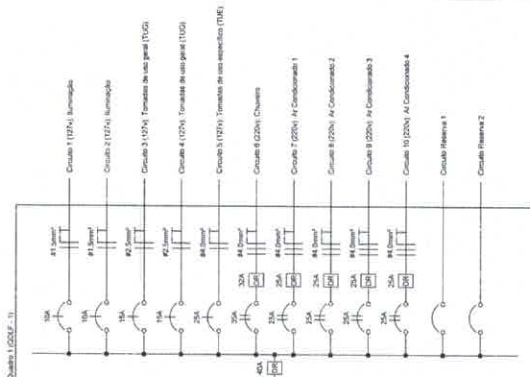 Quadro 1 (QDLF - 1)
40A
DR
10A
#1.5mm²
Circuito 1 (127v): Iluminação
10A
#1.5mm²
Circuito 2 (127v): Iluminação
15A
#2.5mm²
Circuito 3 (127v): Tomadas de uso geral (TUG)
15A
#2.5mm²
Circuito 4 (127v): Tomadas de uso geral (TUG)
25A
#4.0mm²
Circuito 5 (127v): Tomadas de uso específico (TUE)
32A
DR
#4.0mm²
Circuito 6 (220v): Chuveiro
25A
25A
DR
#4.0mm²
Circuito 7 (220v): Ar Condicionado 1
25A
25A
DR
#4.0mm²
Circuito 8 (220v): Ar Condicionado 2
25A
25A
DR
#4.0mm²
Circuito 9 (220v): Ar Condicionado 3
25A
25A
DR
#4.0mm²
Circuito 10 (220v): Ar Condicionado 4
Circuito Reserva 1
Circuito Reserva 2